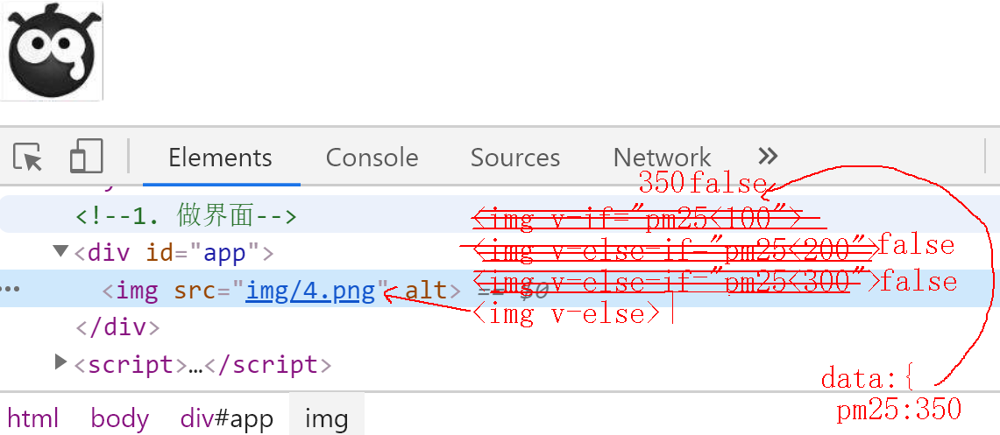 Elements Console Sources Network »
350false
<!--1. 做界面-->
<img v-if="pm25<100">
<div id="app">
<img v-else-if="pm25<200">false
<img src="img/4.png" alt> == $0
<img v-else-if="pm25<300">false
</div>
<img v-else>
<script>…</script>
data:{
pm25:350
html body div#app img